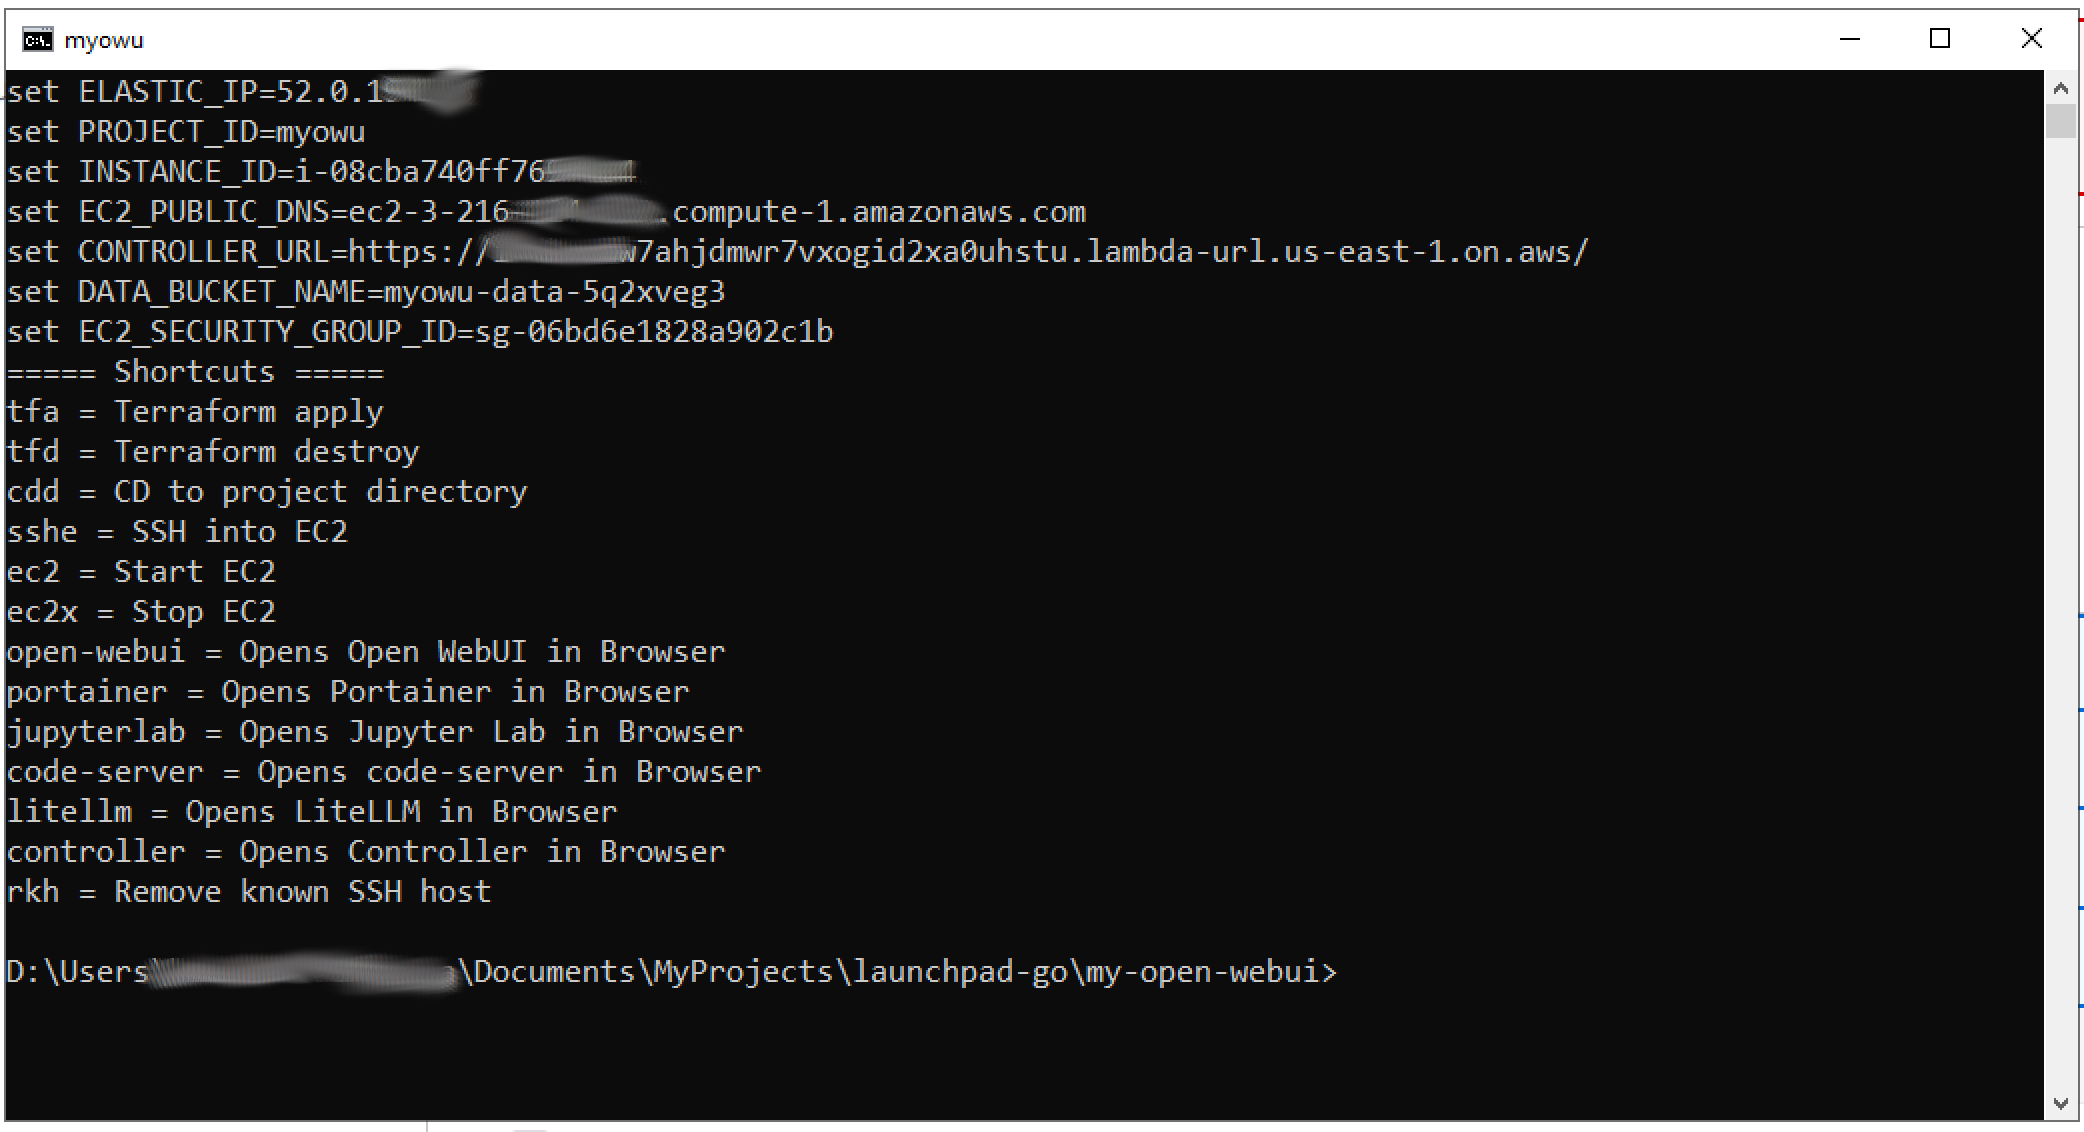 myowu
set ELASTIC_IP=52.0.1
set PROJECT_ID=myowu
set INSTANCE_ID=i-08cba740ff76
set EC2_PUBLIC_DNS=ec2-3-216 .compute-1.amazonaws.com
set CONTROLLER_URL=https:// w7ahjdmwr7vxogid2xa0uhstu.lambda-url.us-east-1.on.aws/
set DATA_BUCKET_NAME=myowu-data-5q2xveg3
set EC2_SECURITY_GROUP_ID=sg-06bd6e1828a902c1b
===== Shortcuts =====
tfa = Terraform apply
tfd = Terraform destroy
cdd = CD to project directory
sshe = SSH into EC2
ec2 = Start EC2
ec2x = Stop EC2
open-webui = Opens Open WebUI in Browser
portainer = Opens Portainer in Browser
jupyterlab = Opens Jupyter Lab in Browser
code-server = Opens code-server in Browser
litellm = Opens LiteLLM in Browser
controller = Opens Controller in Browser
rkh = Remove known SSH host
D:\Users \Documents\MyProjects\launchpad-go\my-open-webui>